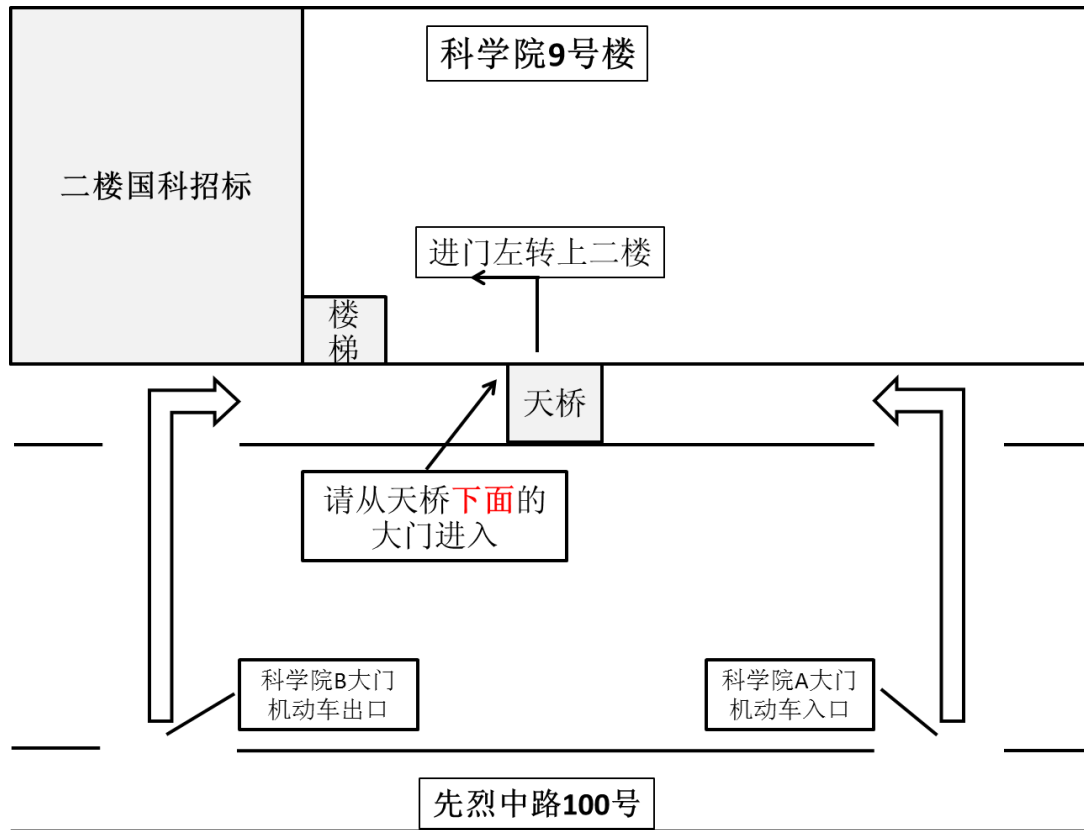 科学院9号楼
二楼国科招标
进门左转上二楼
楼
梯
天桥
请从天桥下面的
大门进入
科学院B大门
机动车出口
科学院A大门
机动车入口
先烈中路100号